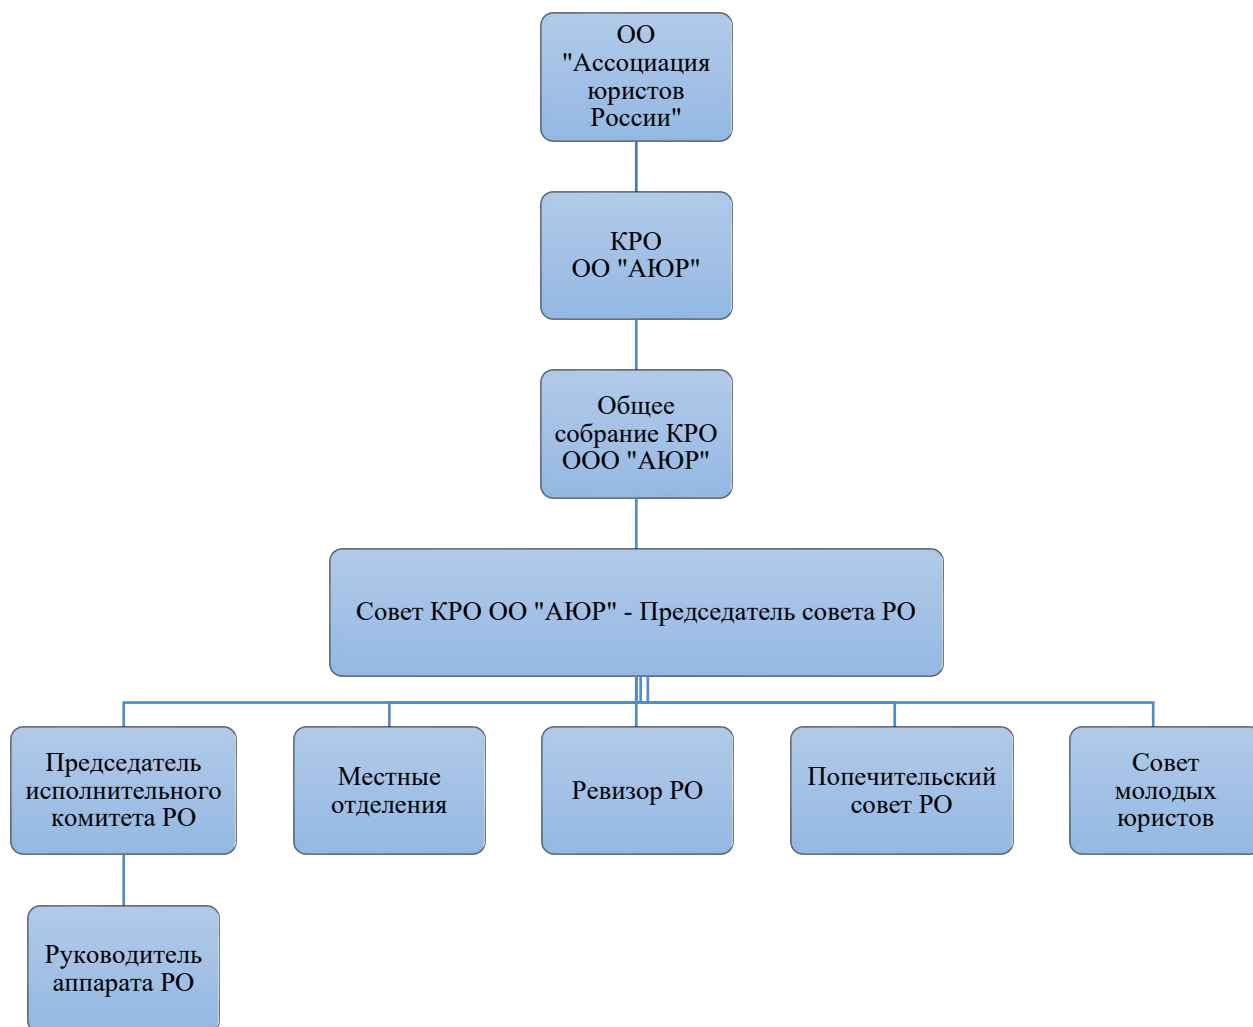 ОО
"Ассоциация
юристов
России"
КРО
ОО "АЮР"
Общее
собрание КРО
ООО "АЮР"
Совет КРО ОО "АЮР" - Председатель совета РО
Председатель
исполнительного
комитета РО
Местные
отделения
Ревизор РО
Попечительский
совет РО
Совет
молодых
юристов
Руководитель
аппарата РО